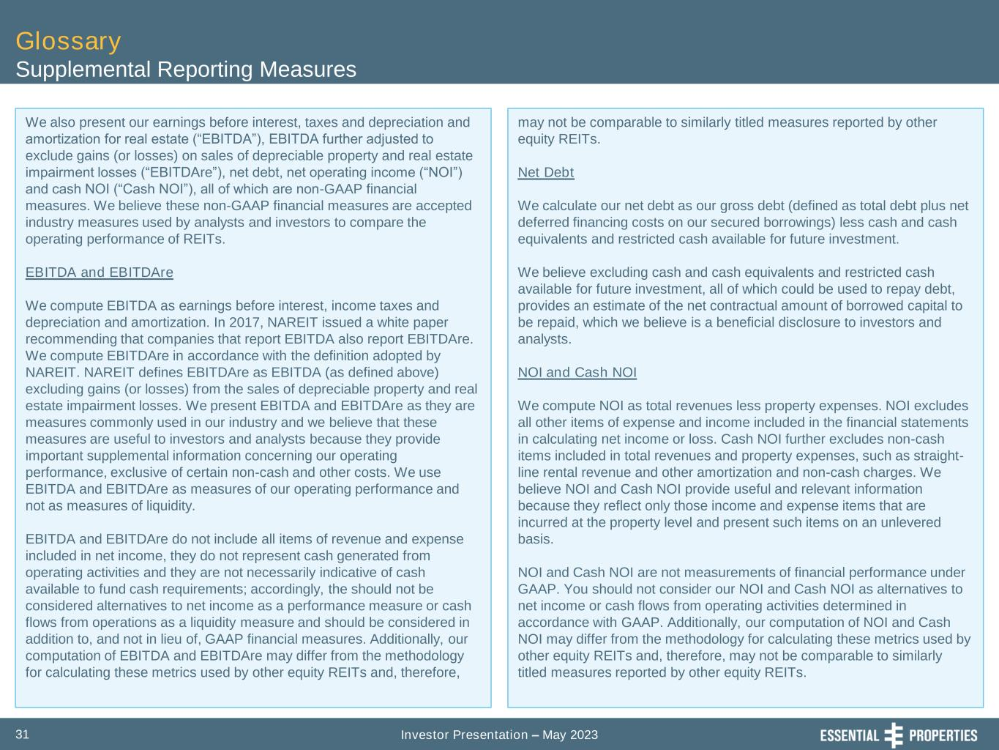 Glossary
Supplemental Reporting Measures
We also present our earnings before interest, taxes and depreciation and
amortization for real estate (“EBITDA”), EBITDA further adjusted to
exclude gains (or losses) on sales of depreciable property and real estate
impairment losses (“EBITDAre”), net debt, net operating income (“NOI”)
and cash NOI (“Cash NOI”), all of which are non-GAAP financial
measures. We believe these non-GAAP financial measures are accepted
industry measures used by analysts and investors to compare the
operating performance of REITs.
EBITDA and EBITDAre
We compute EBITDA as earnings before interest, income taxes and
depreciation and amortization. In 2017, NAREIT issued a white paper
recommending that companies that report EBITDA also report EBITDAre.
We compute EBITDAre in accordance with the definition adopted by
NAREIT. NAREIT defines EBITDAre as EBITDA (as defined above)
excluding gains (or losses) from the sales of depreciable property and real
estate impairment losses. We present EBITDA and EBITDAre as they are
measures commonly used in our industry and we believe that these
measures are useful to investors and analysts because they provide
important supplemental information concerning our operating
performance, exclusive of certain non-cash and other costs. We use
EBITDA and EBITDAre as measures of our operating performance and
not as measures of liquidity.
EBITDA and EBITDAre do not include all items of revenue and expense
included in net income, they do not represent cash generated from
operating activities and they are not necessarily indicative of cash
available to fund cash requirements; accordingly, the should not be
considered alternatives to net income as a performance measure or cash
flows from operations as a liquidity measure and should be considered in
addition to, and not in lieu of, GAAP financial measures. Additionally, our
computation of EBITDA and EBITDAre may differ from the methodology
for calculating these metrics used by other equity REITs and, therefore,
may not be comparable to similarly titled measures reported by other
equity REITs.
Net Debt
We calculate our net debt as our gross debt (defined as total debt plus net
deferred financing costs on our secured borrowings) less cash and cash
equivalents and restricted cash available for future investment.
We believe excluding cash and cash equivalents and restricted cash
available for future investment, all of which could be used to repay debt,
provides an estimate of the net contractual amount of borrowed capital to
be repaid, which we believe is a beneficial disclosure to investors and
analysts.
NOI and Cash NOI
We compute NOI as total revenues less property expenses. NOI excludes
all other items of expense and income included in the financial statements
in calculating net income or loss. Cash NOI further excludes non-cash
items included in total revenues and property expenses, such as straight-
line rental revenue and other amortization and non-cash charges. We
believe NOI and Cash NOI provide useful and relevant information
because they reflect only those income and expense items that are
incurred at the property level and present such items on an unlevered
basis.
NOI and Cash NOI are not measurements of financial performance under
GAAP. You should not consider our NOI and Cash NOI as alternatives to
net income or cash flows from operating activities determined in
accordance with GAAP. Additionally, our computation of NOI and Cash
NOI may differ from the methodology for calculating these metrics used by
other equity REITs and, therefore, may not be comparable to similarly
titled measures reported by other equity REITs.
31
Investor Presentation – May 2023
ESSENTIAL PROPERTIES